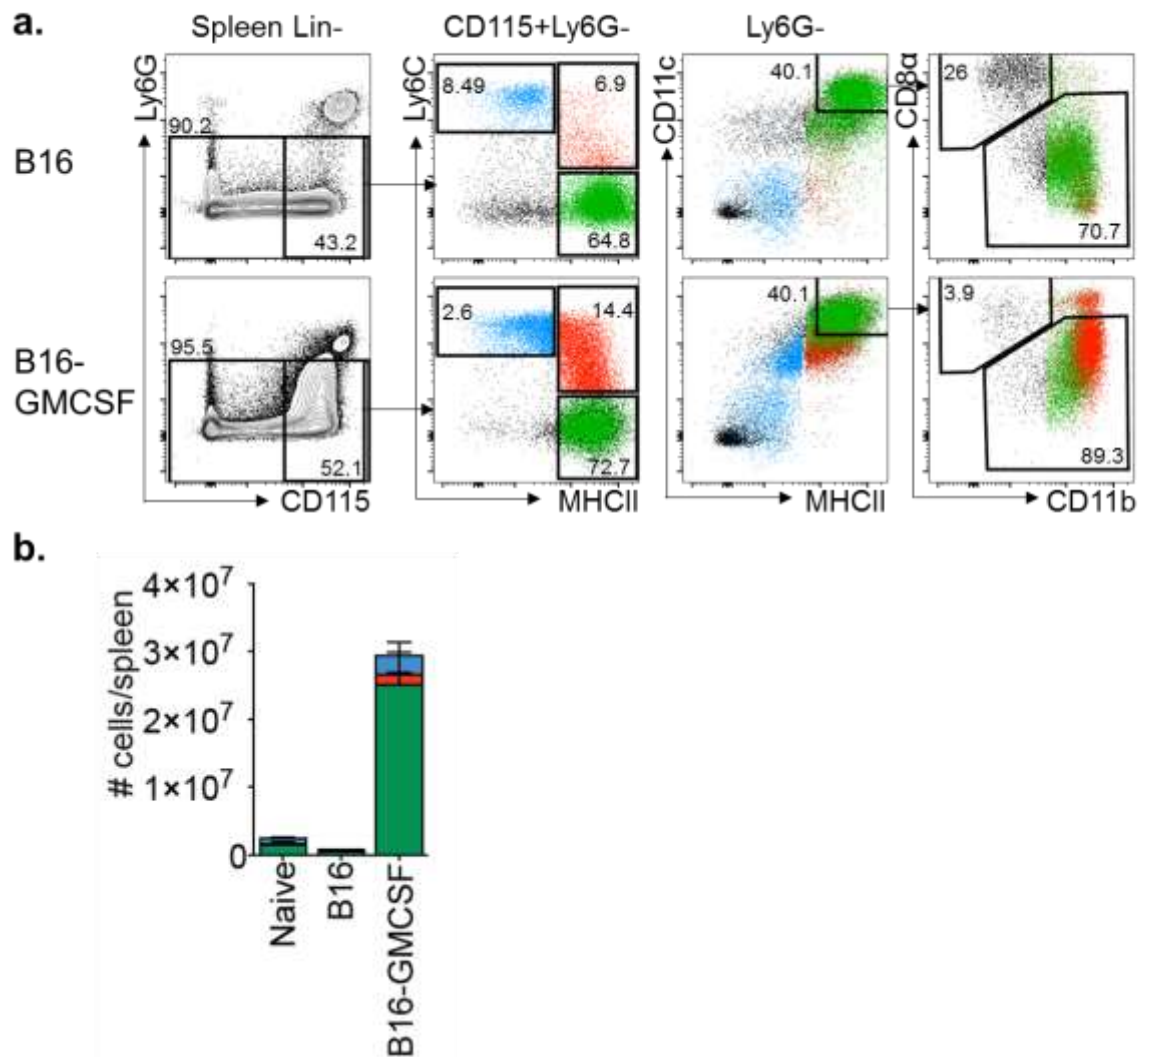 a.
Spleen Lin- CD115+Ly6G- Ly6G-
B16
Ly6G
90.2
43.2
Ly6C
8.49
6.9
64.8
CD11c
40.1
CD8α
26
70.7
B16-
GMCSF
95.5
52.1
CD115
2.6
14.4
72.7
MHCII
40.1
MHCII
3.9
89.3
CD11b
b.
# cells/spleen
4×10⁷
3×10⁷
2×10⁷
1×10⁷
0
Naive
B16
B16-GMCSF